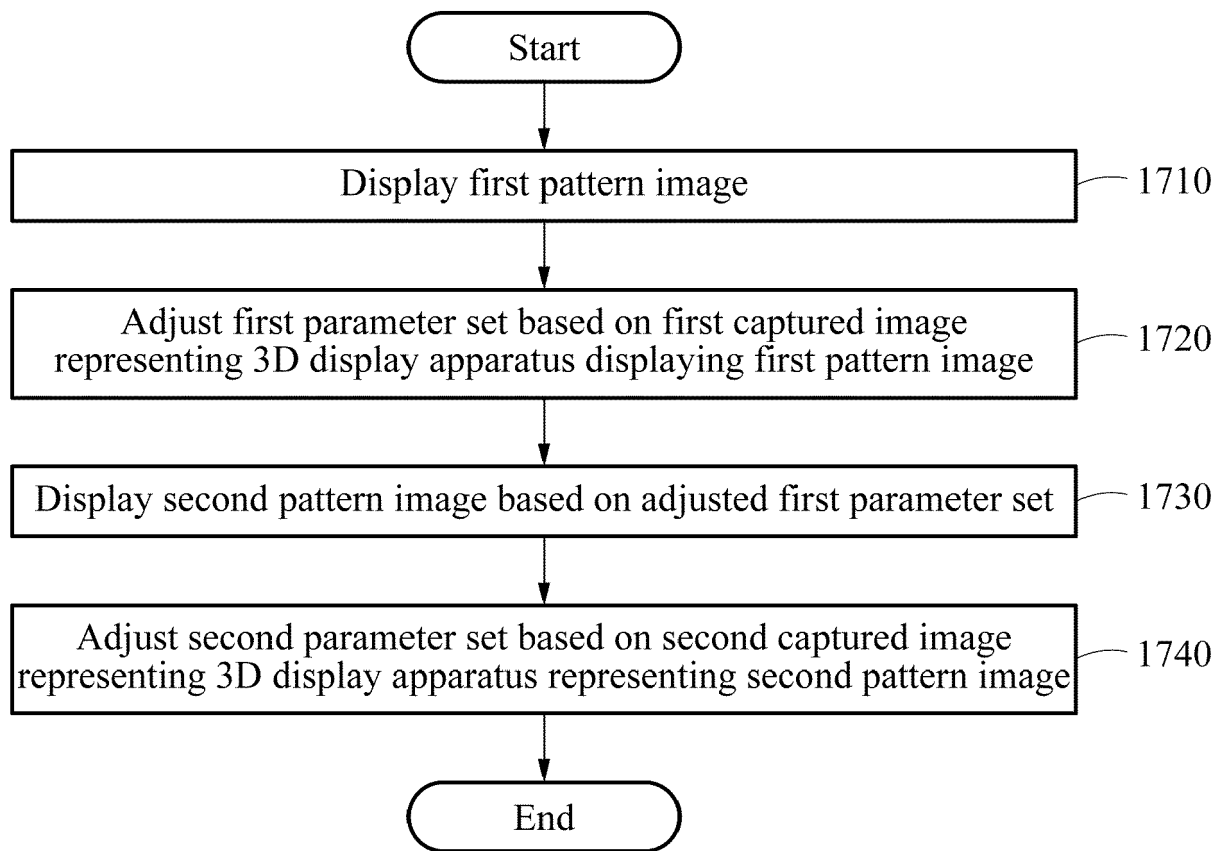 Start
Display first pattern image
1710
Adjust first parameter set based on first captured image
representing 3D display apparatus displaying first pattern image
1720
Display second pattern image based on adjusted first parameter set
1730
Adjust second parameter set based on second captured image
representing 3D display apparatus representing second pattern image
1740
End